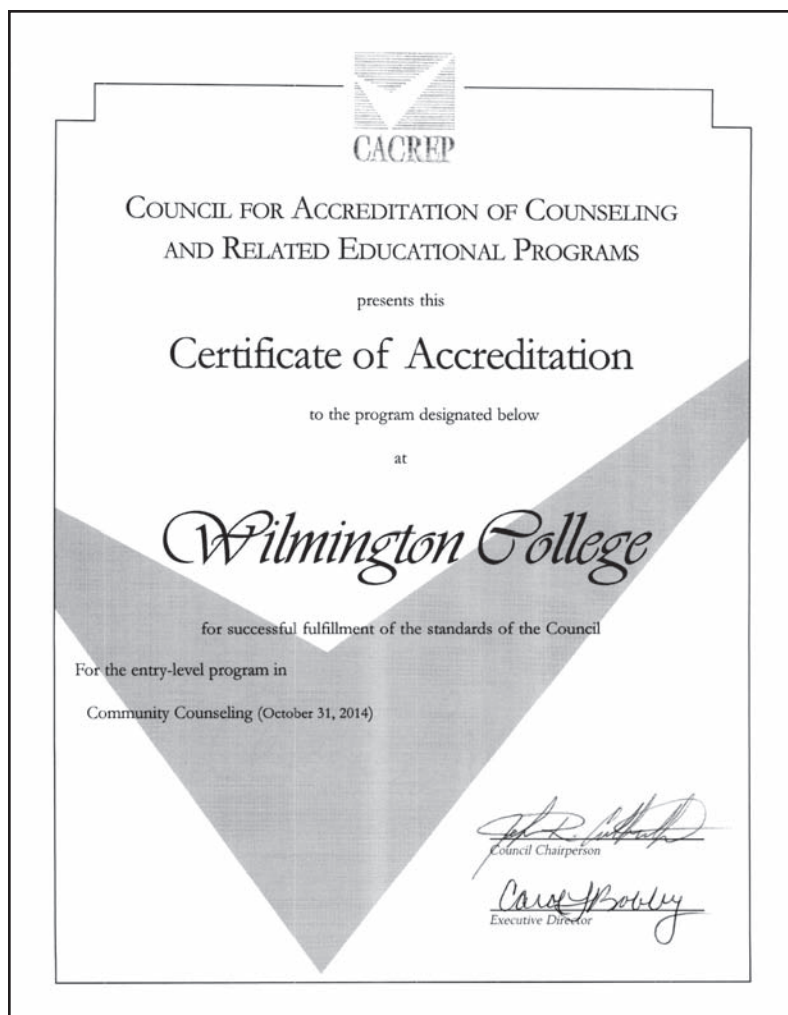 CACREP
COUNCIL FOR ACCREDITATION OF COUNSELING
AND RELATED EDUCATIONAL PROGRAMS
presents this
Certificate of Accreditation
to the program designated below
at
Wilmington College
for successful fulfillment of the standards of the Council
For the entry-level program in
Community Counseling (October 31, 2014)
Council Chairperson
Carol L Bobby
Executive Director